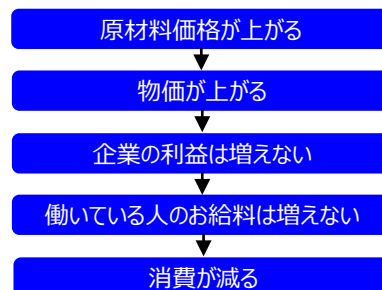 原材料価格が上がる
物価が上がる
企業の利益は増えない
働いている人のお給料は増えない
消費が減る